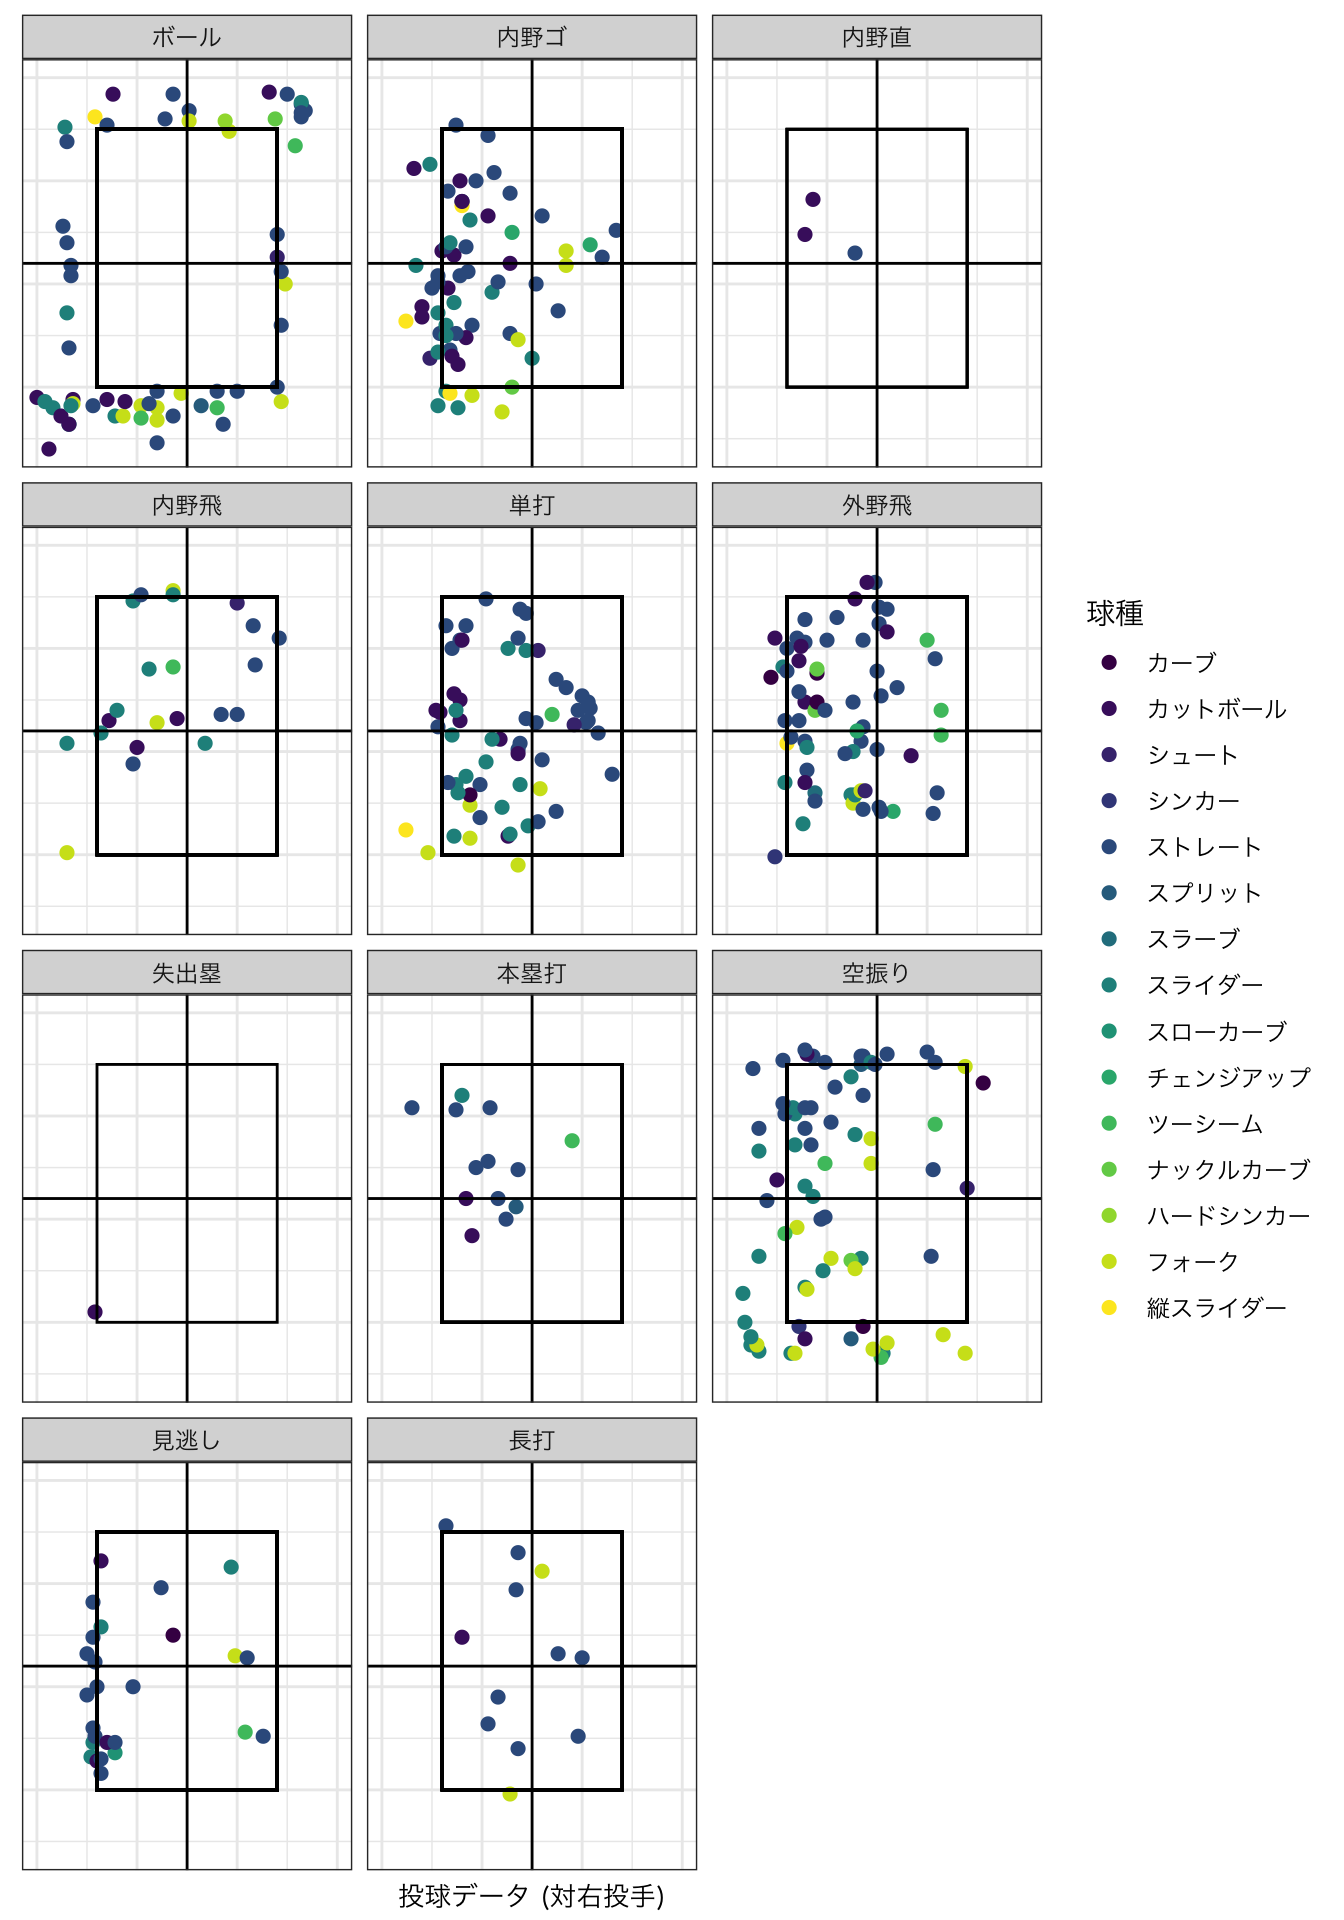 ボール
内野ゴ
内野直
内野飛
単打
外野飛
失出塁
本塁打
空振り
見逃し
長打
球種
カーブ
カットボール
シュート
シンカー
ストレート
スプリット
スラーブ
スライダー
スローカーブ
チェンジアップ
ツーシーム
ナックルカーブ
ハードシンカー
フォーク
縦スライダー
投球データ (対右投手)